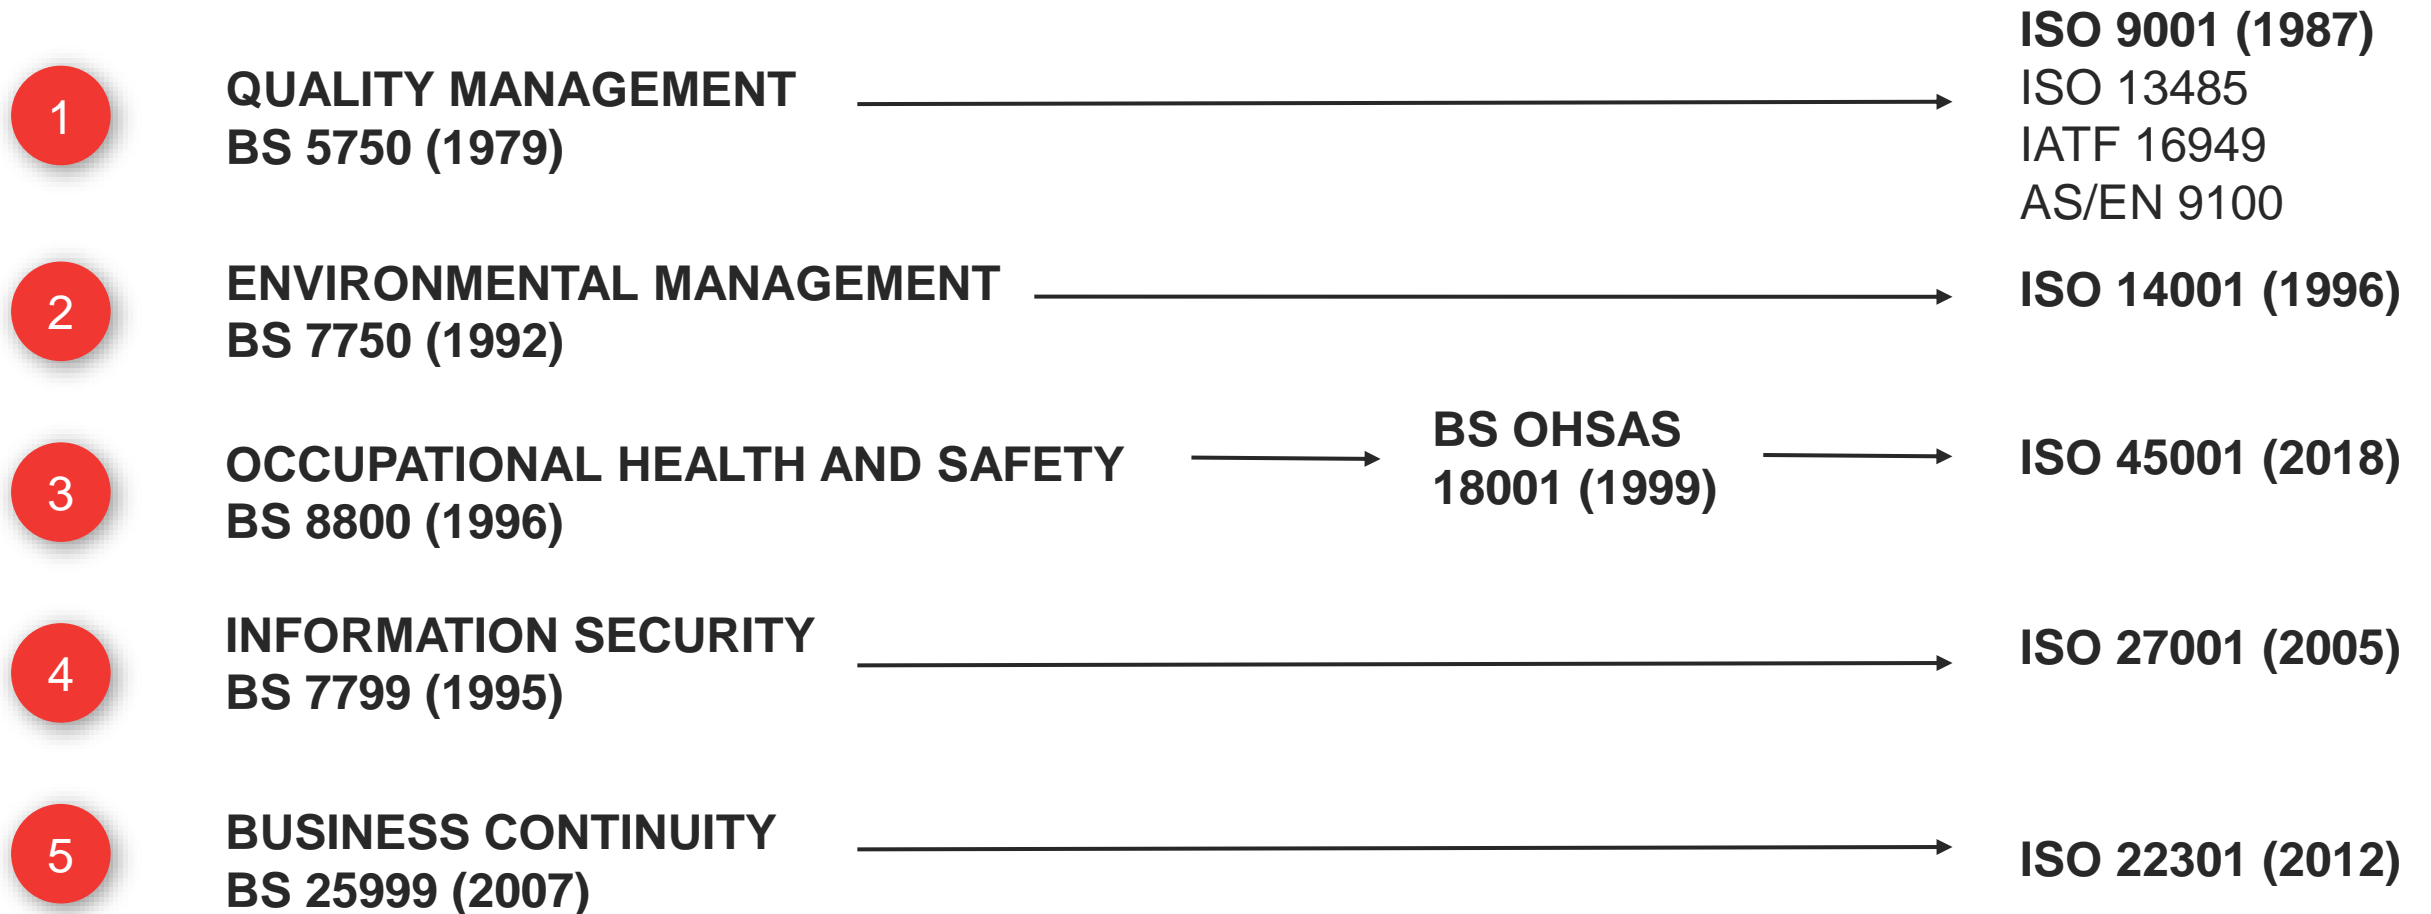 1
QUALITY MANAGEMENT
BS 5750 (1979)
ISO 9001 (1987)
ISO 13485
IATF 16949
AS/EN 9100
2
ENVIRONMENTAL MANAGEMENT
BS 7750 (1992)
ISO 14001 (1996)
3
OCCUPATIONAL HEALTH AND SAFETY
BS 8800 (1996)
BS OHSAS
18001 (1999)
ISO 45001 (2018)
4
INFORMATION SECURITY
BS 7799 (1995)
ISO 27001 (2005)
5
BUSINESS CONTINUITY
BS 25999 (2007)
ISO 22301 (2012)